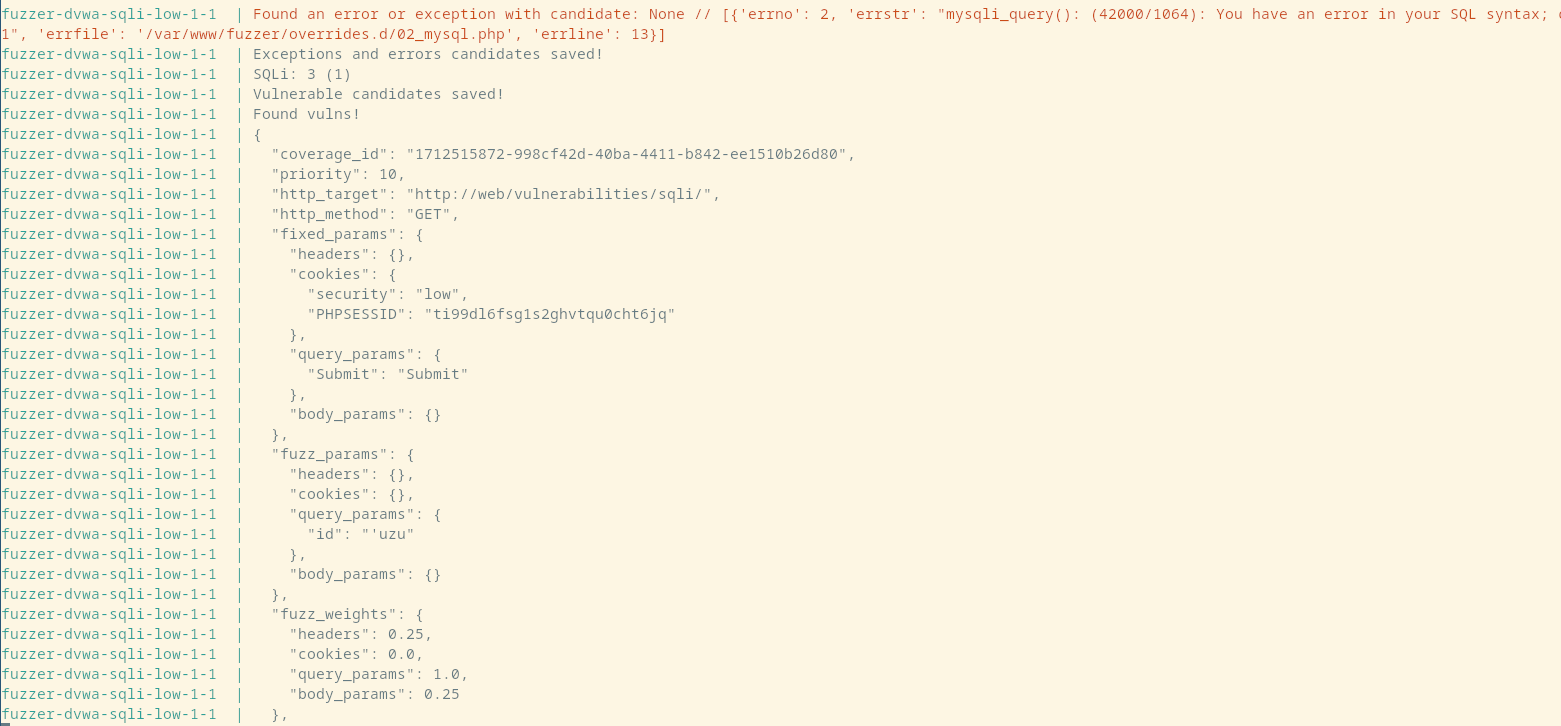 fuzzer-dvwa-sqli-low-1-1  | Found an error or exception with candidate: None // [{'errno': 2, 'errstr': "mysqli_query(): (42000/1064): You have an error in your SQL syntax;
1", 'errfile': '/var/www/fuzzer/overrides.d/02_mysql.php', 'errline': 13}]
fuzzer-dvwa-sqli-low-1-1  | Exceptions and errors candidates saved!
fuzzer-dvwa-sqli-low-1-1  | SQLi: 3 (1)
fuzzer-dvwa-sqli-low-1-1  | Vulnerable candidates saved!
fuzzer-dvwa-sqli-low-1-1  | Found vulns!
fuzzer-dvwa-sqli-low-1-1  | {
fuzzer-dvwa-sqli-low-1-1  |   "coverage_id": "1712515872-998cf42d-40ba-4411-b842-ee1510b26d80",
fuzzer-dvwa-sqli-low-1-1  |   "priority": 10,
fuzzer-dvwa-sqli-low-1-1  |   "http_target": "http://web/vulnerabilities/sqli/",
fuzzer-dvwa-sqli-low-1-1  |   "http_method": "GET",
fuzzer-dvwa-sqli-low-1-1  |   "fixed_params": {
fuzzer-dvwa-sqli-low-1-1  |     "headers": {},
fuzzer-dvwa-sqli-low-1-1  |     "cookies": {
fuzzer-dvwa-sqli-low-1-1  |       "security": "low",
fuzzer-dvwa-sqli-low-1-1  |       "PHPSESSID": "ti99dl6fsg1s2ghvtqu0cht6jq"
fuzzer-dvwa-sqli-low-1-1  |     },
fuzzer-dvwa-sqli-low-1-1  |     "query_params": {
fuzzer-dvwa-sqli-low-1-1  |       "Submit": "Submit"
fuzzer-dvwa-sqli-low-1-1  |     },
fuzzer-dvwa-sqli-low-1-1  |     "body_params": {}
fuzzer-dvwa-sqli-low-1-1  |   },
fuzzer-dvwa-sqli-low-1-1  |   "fuzz_params": {
fuzzer-dvwa-sqli-low-1-1  |     "headers": {},
fuzzer-dvwa-sqli-low-1-1  |     "cookies": {},
fuzzer-dvwa-sqli-low-1-1  |     "query_params": {
fuzzer-dvwa-sqli-low-1-1  |       "id": "'uzu"
fuzzer-dvwa-sqli-low-1-1  |     },
fuzzer-dvwa-sqli-low-1-1  |     "body_params": {}
fuzzer-dvwa-sqli-low-1-1  |   },
fuzzer-dvwa-sqli-low-1-1  |   "fuzz_weights": {
fuzzer-dvwa-sqli-low-1-1  |     "headers": 0.25,
fuzzer-dvwa-sqli-low-1-1  |     "cookies": 0.0,
fuzzer-dvwa-sqli-low-1-1  |     "query_params": 1.0,
fuzzer-dvwa-sqli-low-1-1  |     "body_params": 0.25
fuzzer-dvwa-sqli-low-1-1  |   },